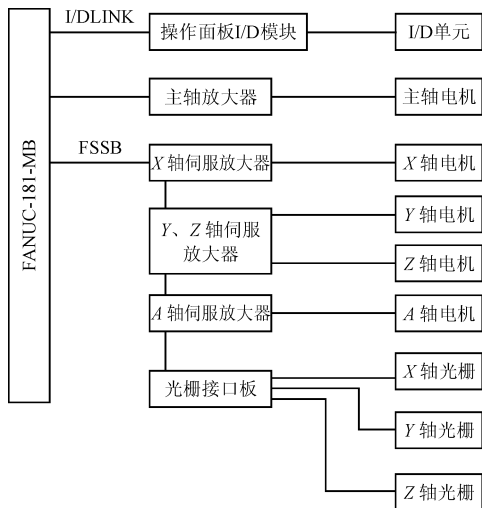 I/DLINK
操作面板I/D模块
I/D单元
主轴放大器
主轴电机
FANUC-181-MB
FSSB
X轴伺服放大器
X轴电机
Y、Z轴伺服
放大器
Y轴电机
Z轴电机
A轴伺服放大器
A轴电机
光栅接口板
X轴光栅
Y轴光栅
Z轴光栅